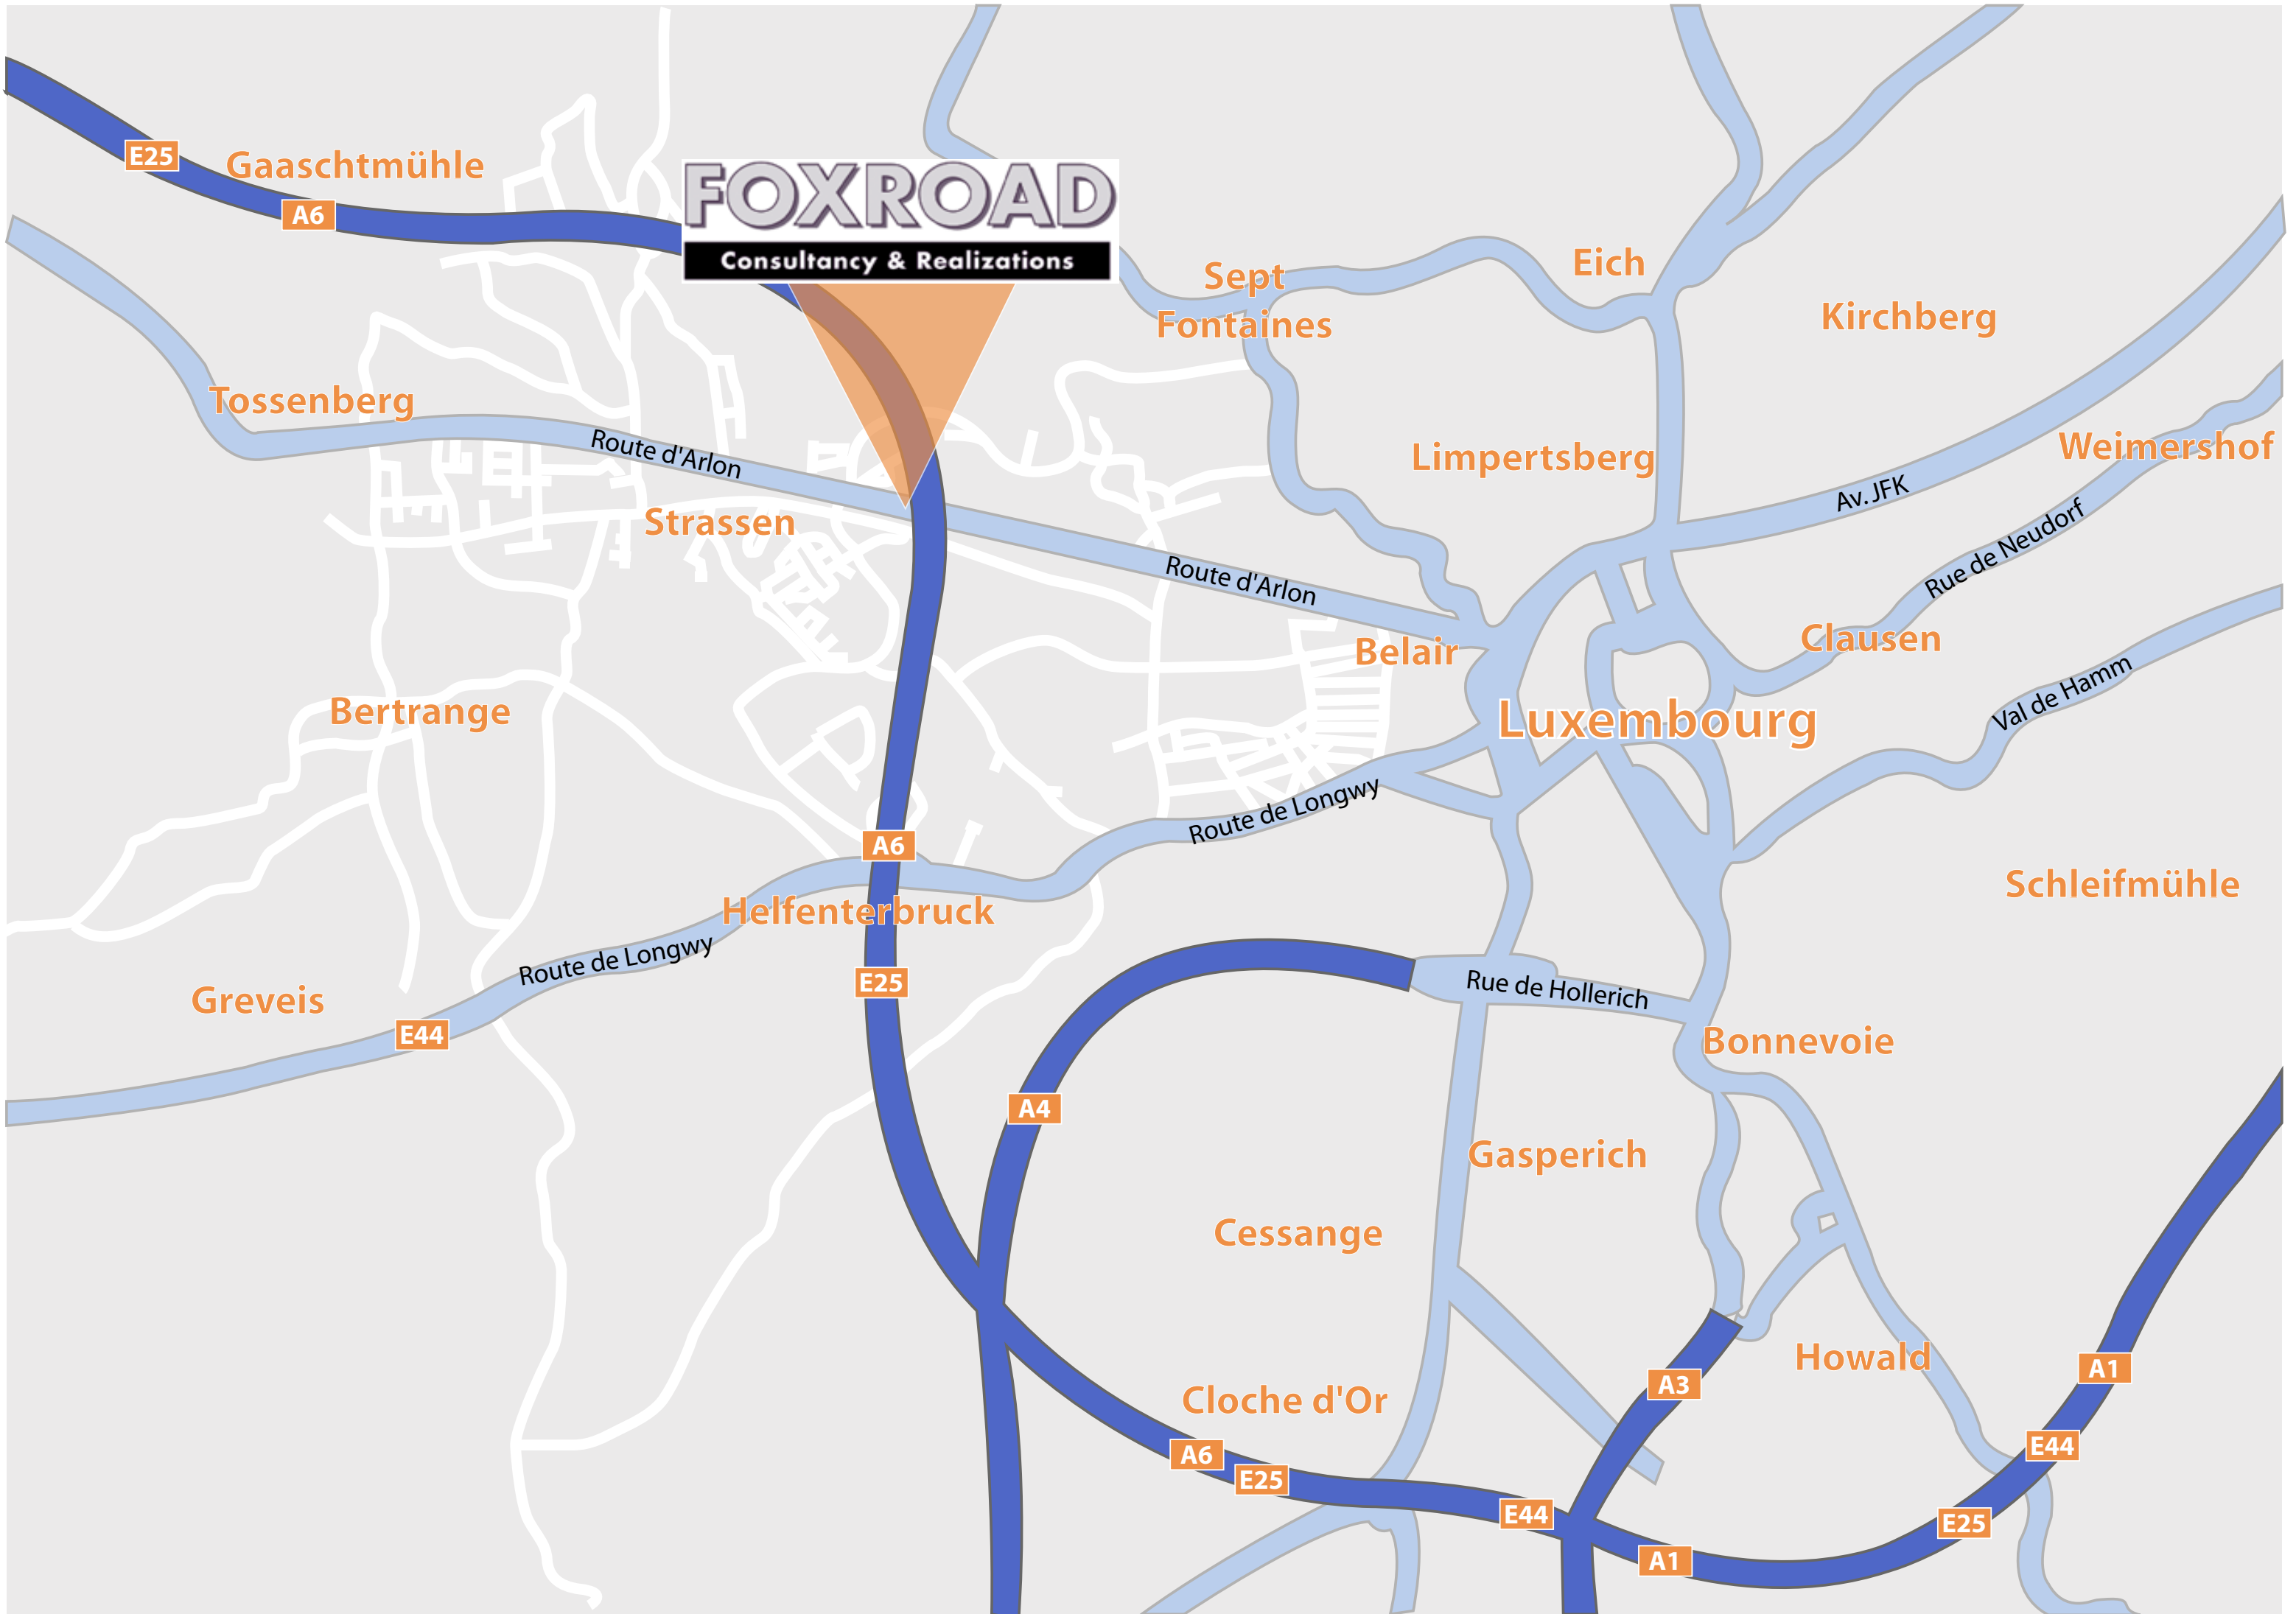 E25
Gaaschtmühle
A6
FOXROAD
Consultancy & Realizations
Sept
Fontaines
Eich
Kirchberg
Tossenberg
Route d'Arlon
Limpertsberg
Weimershof
Av. JFK
Strassen
Rue de Neudorf
Route d'Arlon
Belair
Clausen
Val de Hamm
Bertrange
Luxembourg
Route de Longwy
A6
Schleifmühle
Helfenterbruck
Route de Longwy
E25
Rue de Hollerich
Greveis
E44
Bonnevoie
A4
Gasperich
Cessange
Howald
A1
A3
Cloche d'Or
A6
E25
E44
E44
E25
A1